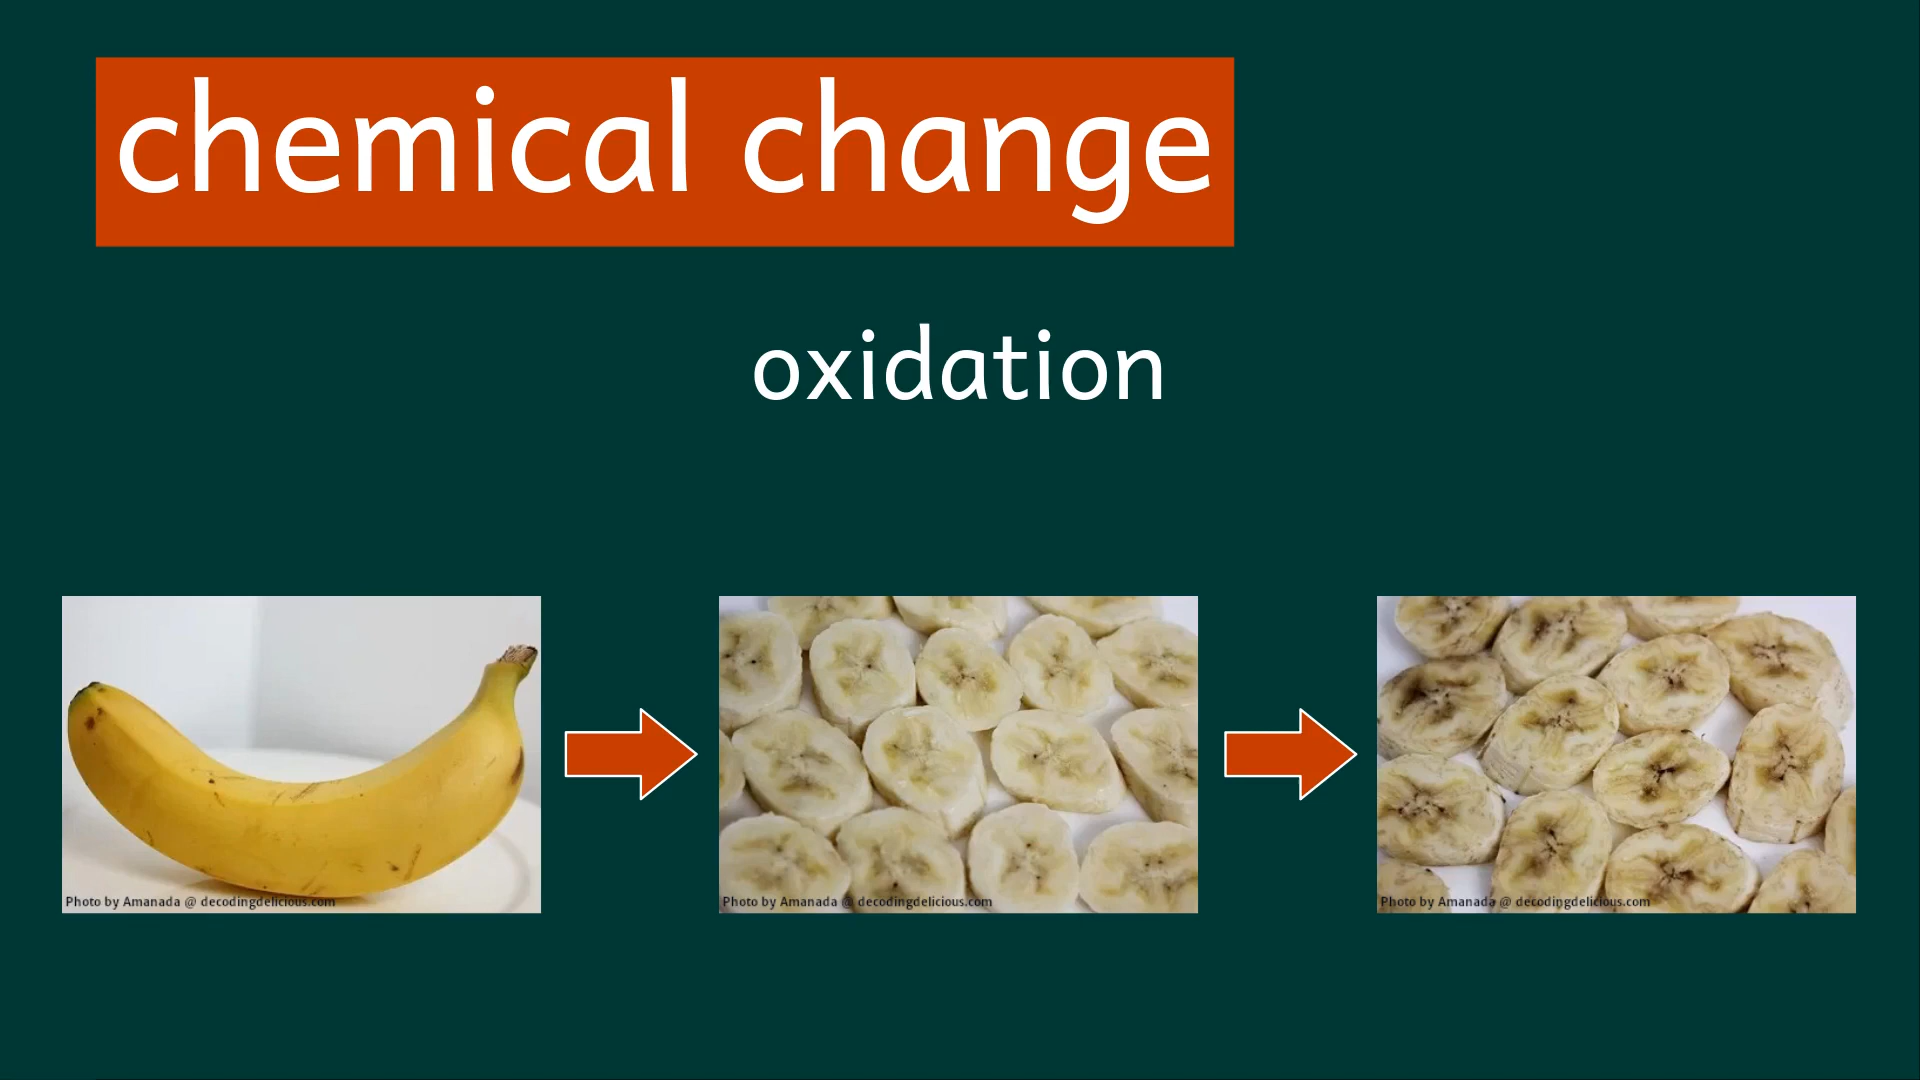 chemical change
oxidation
Photo by Amanada @ decodingdelicious.com
Photo by Amanada @ decodingdelicious.com
Photo by Amanada @ decodingdelicious.com